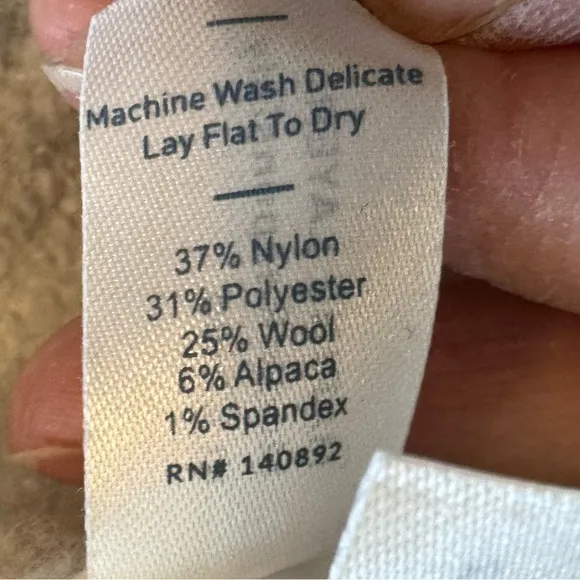 Machine Wash Delicate
Lay Flat To Dry
37% Nylon
31% Polyester
25% Wool
6% Alpaca
1% Spandex
RN# 140892